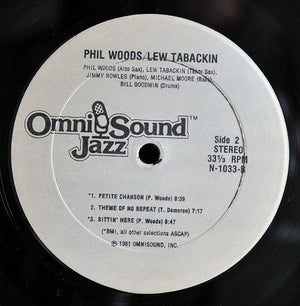 PHIL WOODS/LEW TABACKIN
PHIL WOODS (Alto Sax), LEW TABACKIN (Tenor Sax),
JIMMY ROWLES (Piano), MICHAEL MOORE (Bass),
BILL GOODWIN (Drums)
OmniSound™
Jazz
Side 2
STEREO
33⅓ RPM
N-1033-B
*1. PETITE CHANSON (P. Woods) 8:39
2. THEME OF NO REPEAT (T. Dameron) 7:17
*3. SITTIN' HERE (P. Woods) 8:47
(*BMI, all other selections ASCAP)
℗ 1981 OMNISOUND, INC.